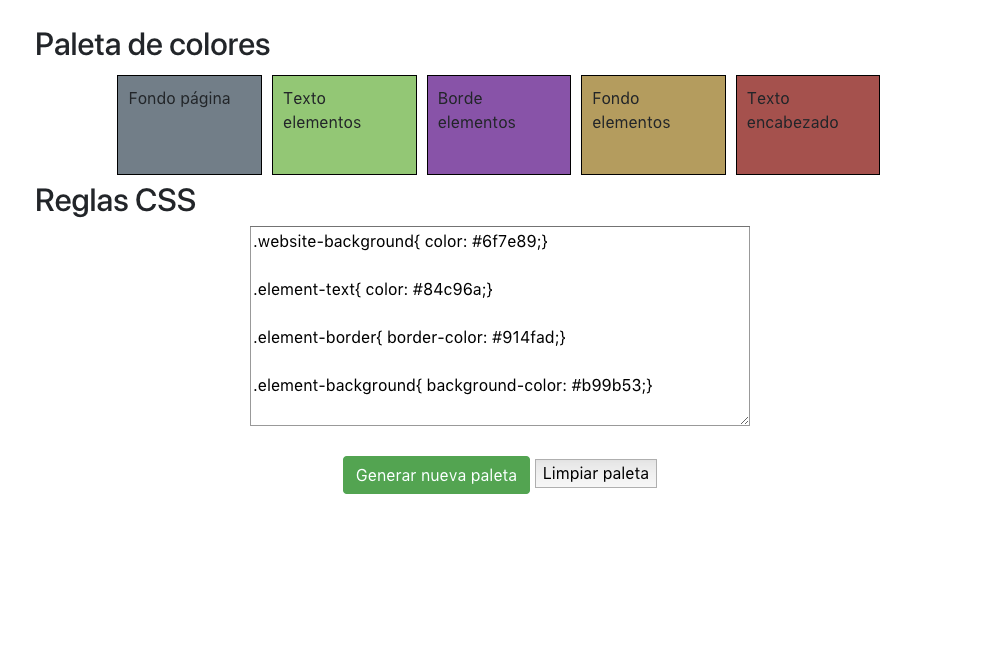 Paleta de colores
Fondo página
Texto
elementos
Borde
elementos
Fondo
elementos
Texto
encabezado
Reglas CSS
.website-background{ color: #6f7e89;}
.element-text{ color: #84c96a;}
.element-border{ border-color: #914fad;}
.element-background{ background-color: #b99b53;}
Generar nueva paleta
Limpiar paleta